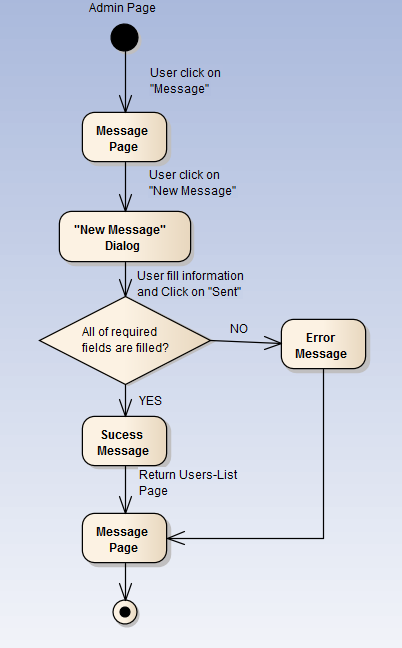 Admin Page
User click on
"Message"
Message
Page
User click on
"New Message"
"New Message"
Dialog
User fill information
and Click on "Sent"
All of required
fields are filled?
NO
Error
Message
YES
Sucess
Message
Return Users-List
Page
Message
Page